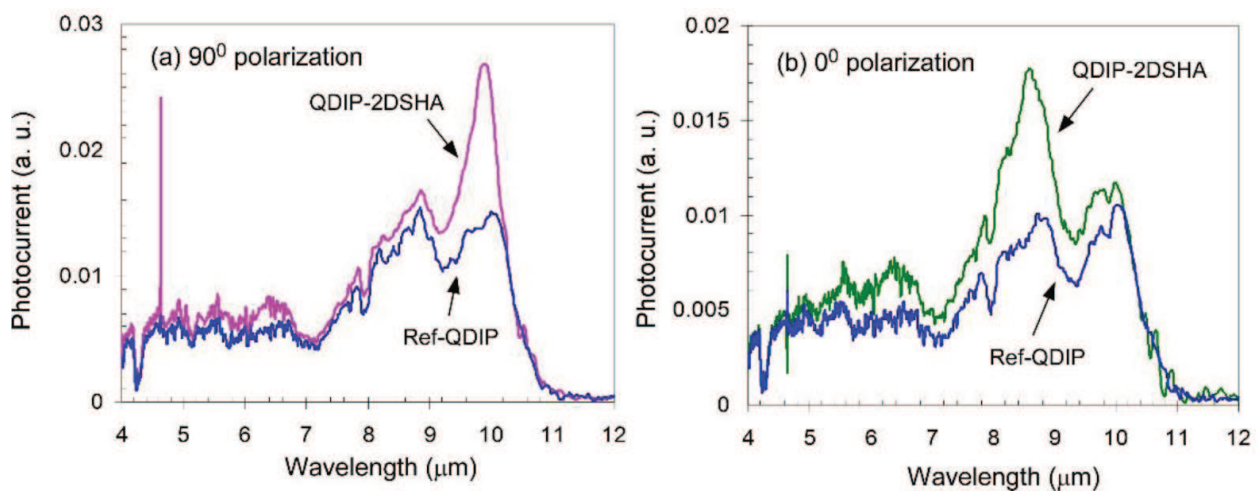 (a) 90⁰ polarization
QDIP-2DSHA
Ref-QDIP
Photocurrent (a. u.)
0.03
0.02
0.01
0
4 5 6 7 8 9 10 11 12
Wavelength (μm)
(b) 0⁰ polarization
QDIP-2DSHA
Ref-QDIP
Photocurrent (a. u.)
0.02
0.015
0.01
0.005
0
4 5 6 7 8 9 10 11 12
Wavelength (μm)